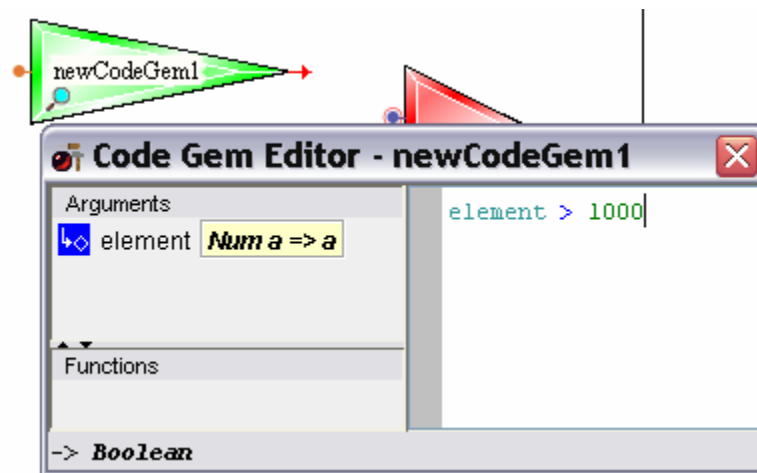 newCodeGem1
Code Gem Editor - newCodeGem1
Arguments
element Num a => a
element > 1000
Functions
-> Boolean